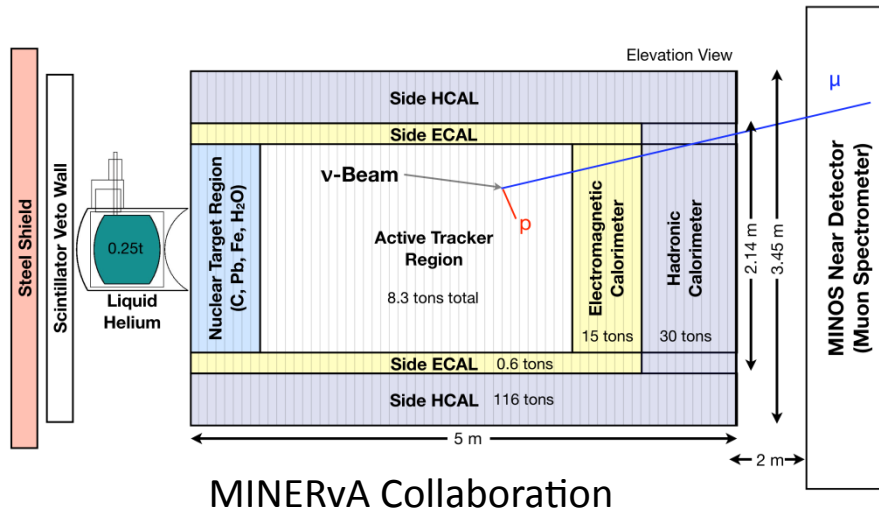 Elevation View
Steel Shield
Scintillator Veto Wall
0.25t
Liquid
Helium
Side HCAL
Side ECAL
Nuclear Target Region
(C, Pb, Fe, H₂O)
ν-Beam
p
μ
Active Tracker
Region
8.3 tons total
Electromagnetic
Calorimeter
15 tons
Hadronic
Calorimeter
30 tons
Side ECAL 0.6 tons
Side HCAL 116 tons
2.14 m
3.45 m
MINOS Near Detector
(Muon Spectrometer)
5 m
2 m
MINERvA Collaboration